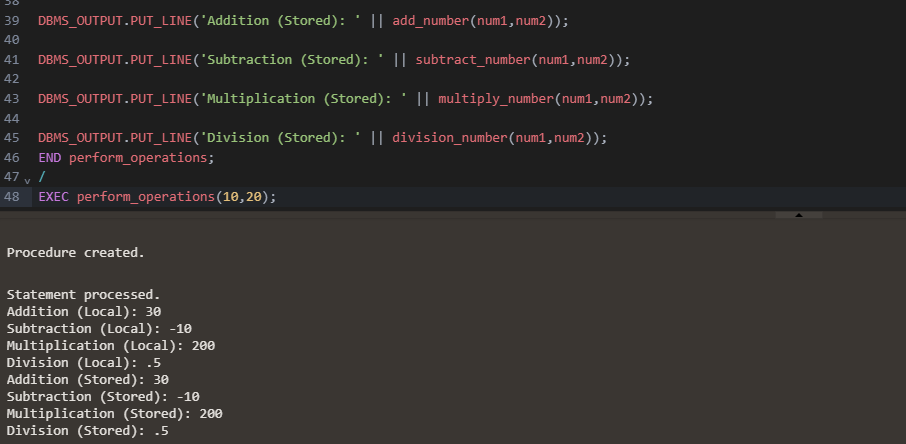 38
39 DBMS_OUTPUT.PUT_LINE('Addition (Stored): ' || add_number(num1,num2));
40
41 DBMS_OUTPUT.PUT_LINE('Subtraction (Stored): ' || subtract_number(num1,num2));
42
43 DBMS_OUTPUT.PUT_LINE('Multiplication (Stored): ' || multiply_number(num1,num2));
44
45 DBMS_OUTPUT.PUT_LINE('Division (Stored): ' || division_number(num1,num2));
46 END perform_operations;
47 /
48 EXEC perform_operations(10,20);
Procedure created.
Statement processed.
Addition (Local): 30
Subtraction (Local): -10
Multiplication (Local): 200
Division (Local): .5
Addition (Stored): 30
Subtraction (Stored): -10
Multiplication (Stored): 200
Division (Stored): .5